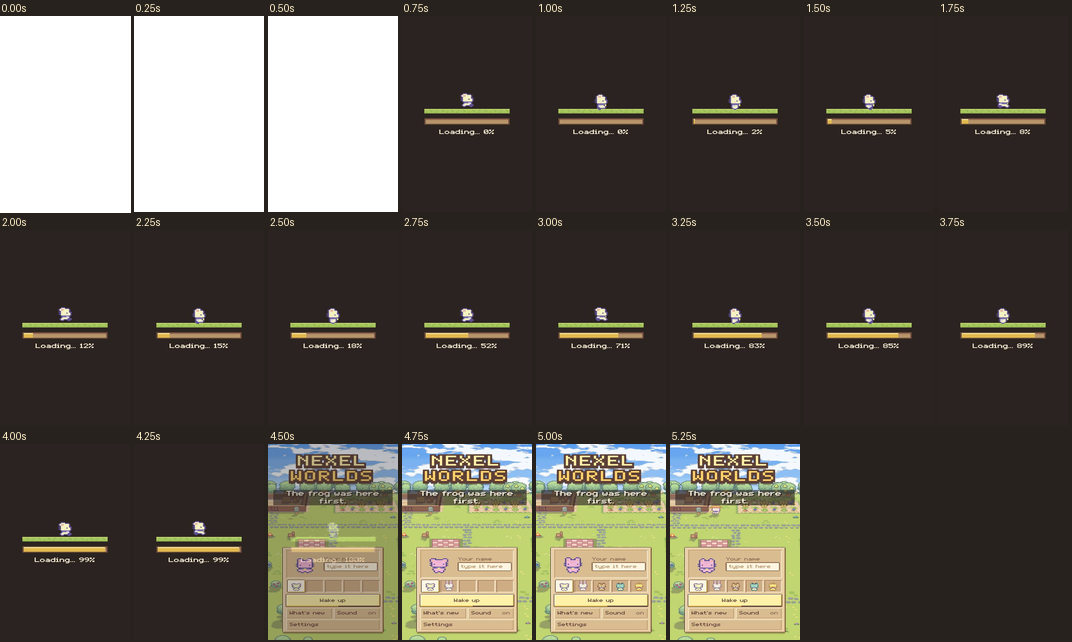 0.00s
0.25s
0.50s
0.75s
1.00s
1.25s
1.50s
1.75s
Loading... 0%
Loading... 0%
Loading... 2%
Loading... 5%
Loading... 8%
2.00s
2.25s
2.50s
2.75s
3.00s
3.25s
3.50s
3.75s
Loading... 12%
Loading... 15%
Loading... 18%
Loading... 52%
Loading... 71%
Loading... 83%
Loading... 85%
Loading... 89%
4.00s
4.25s
4.50s
4.75s
5.00s
5.25s
Loading... 99%
Loading... 99%
NEXEL
WORLDS
The frog was here
first.
type it here
Wake up
What's new
Sound
on
Settings
NEXEL
WORLDS
The frog was here
first.
Your name
type it here
Wake up
What's new
Sound
on
Settings
NEXEL
WORLDS
The frog was here
first.
Your name
type it here
Wake up
What's new
Sound
on
Settings
NEXEL
WORLDS
The frog was here
first.
Your name
type it here
Wake up
What's new
Sound
on
Settings